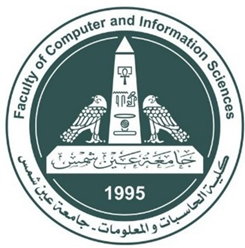 Faculty of Computer and Information Sciences
جامعة عين شمس
1995
كلية الحاسبات والمعلومات - جامعة عين شمس